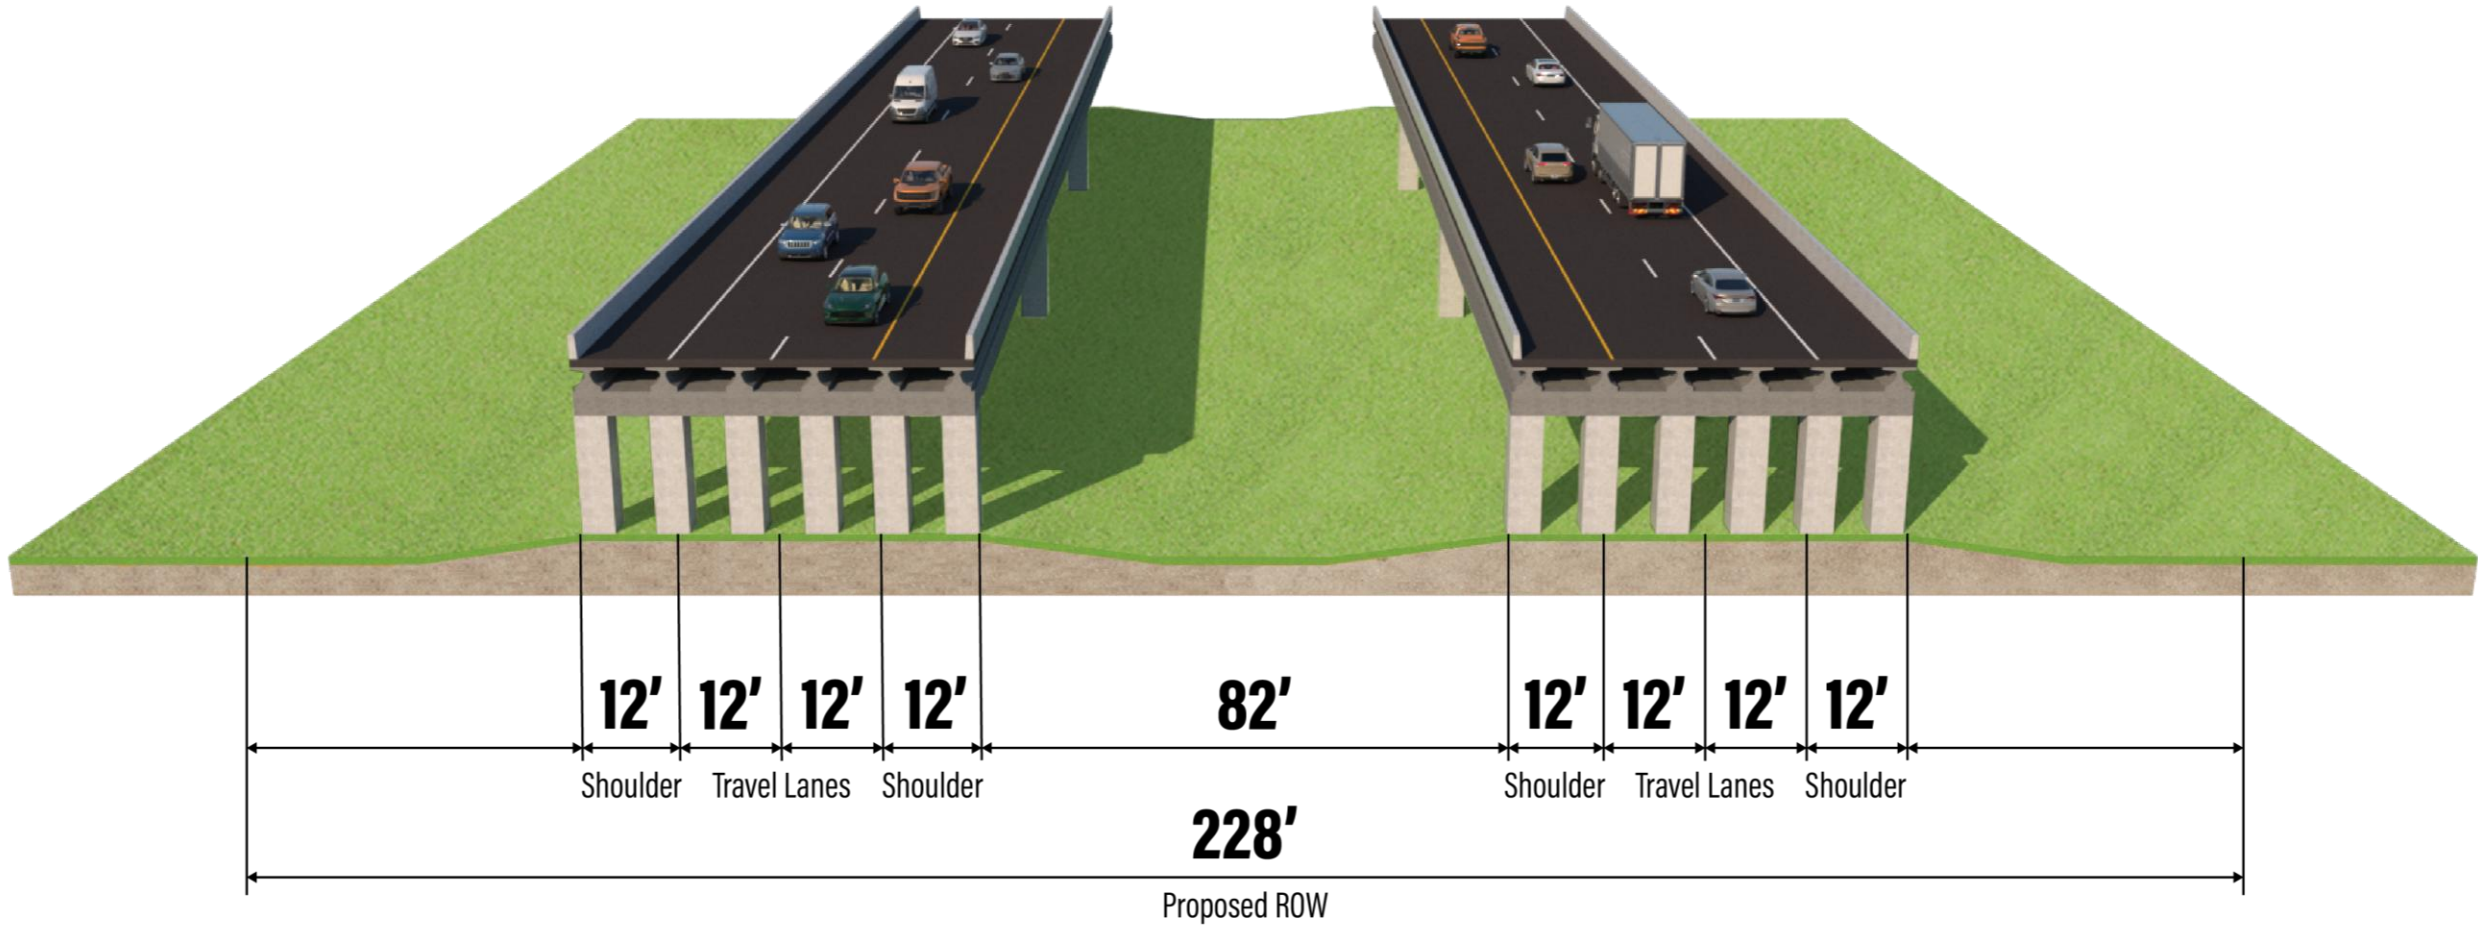 12' 12' 12' 12' 82' 12' 12' 12' 12'
Shoulder Travel Lanes Shoulder Shoulder Travel Lanes Shoulder
228'
Proposed ROW